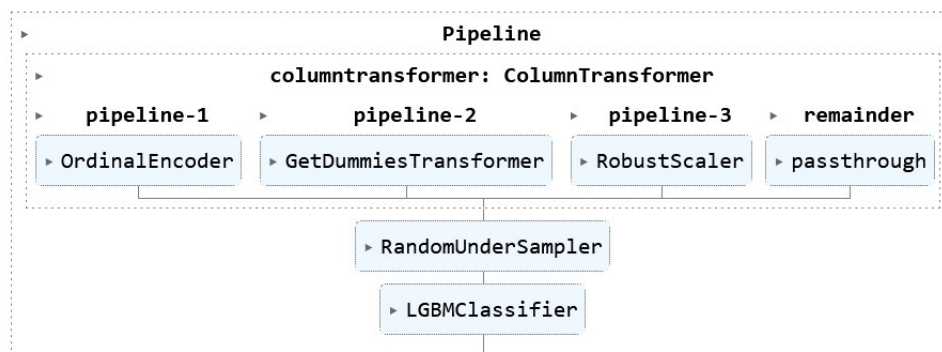 Pipeline
columntransformer: ColumnTransformer
pipeline-1 pipeline-2 pipeline-3 remainder
OrdinalEncoder GetDummiesTransformer RobustScaler passthrough
RandomUnderSampler
LGBMClassifier